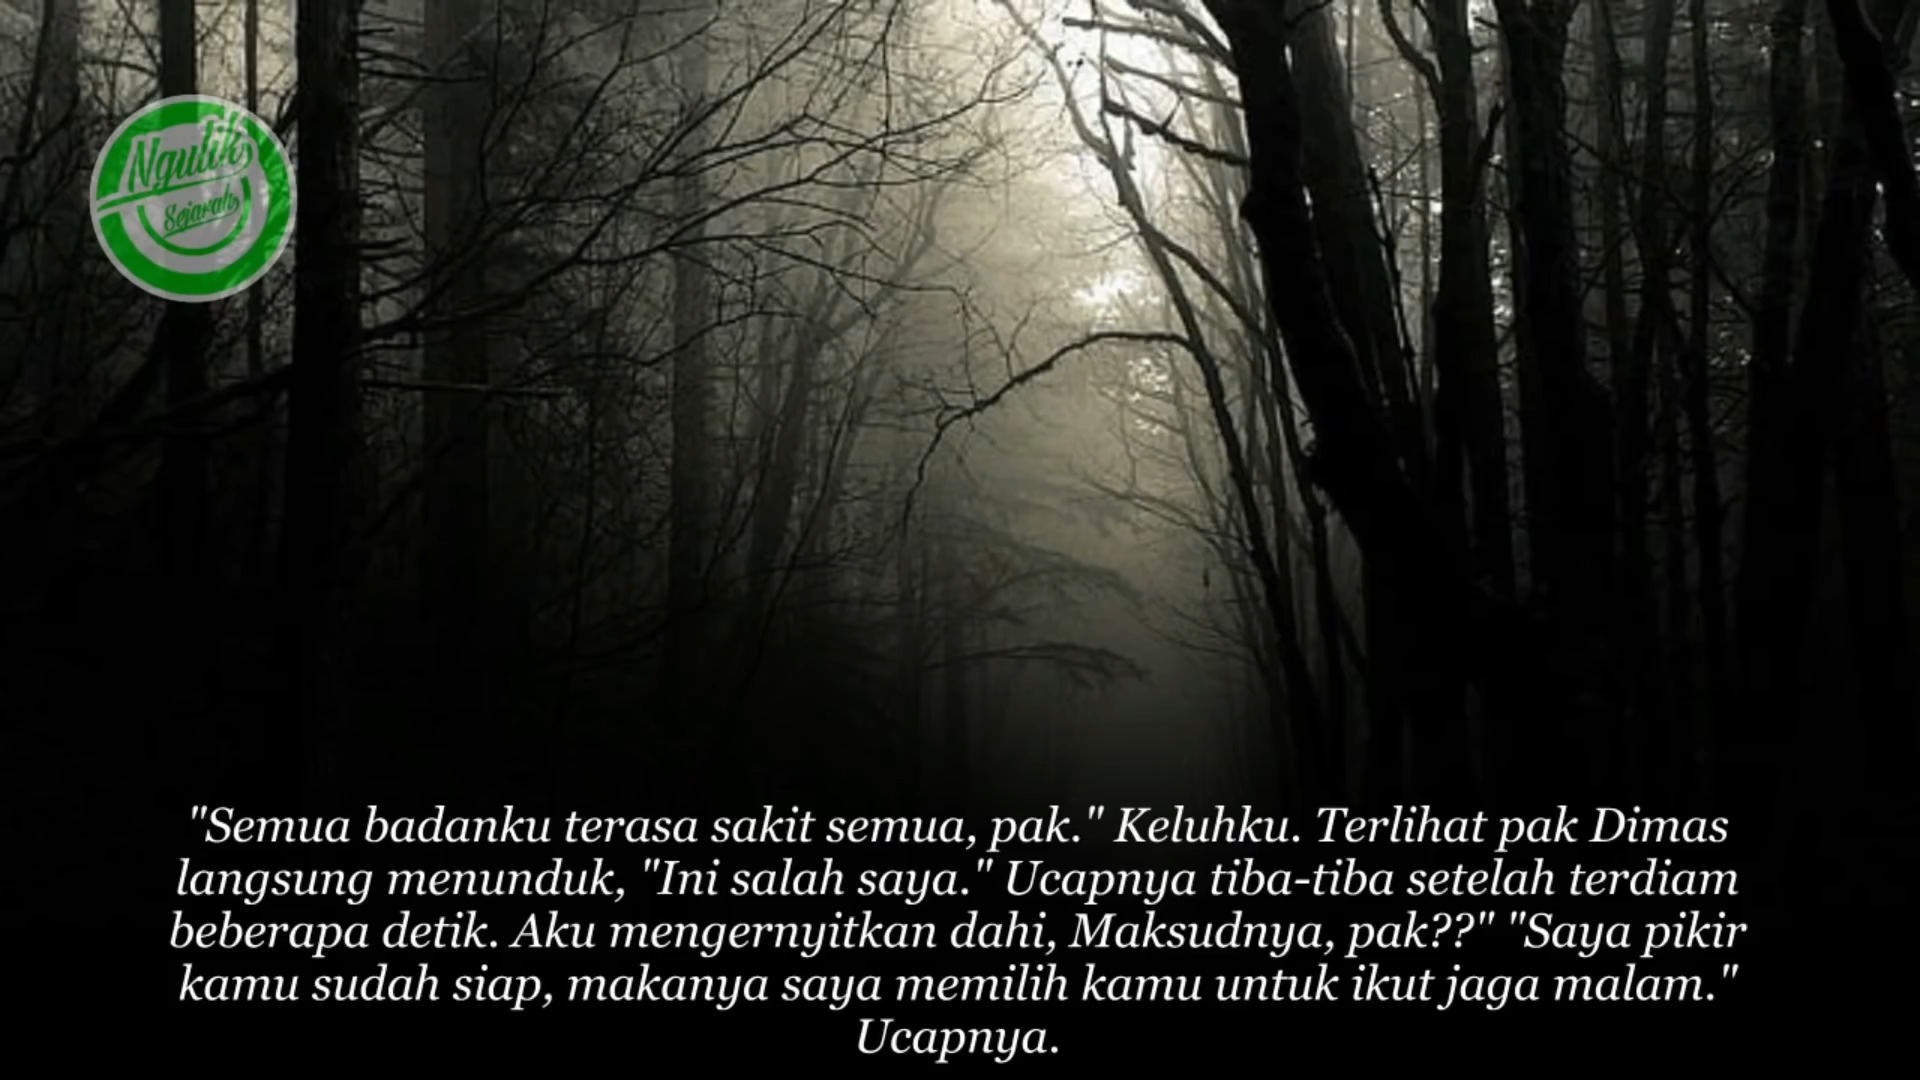 Ngulik
Sejarah
"Semua badanku terasa sakit semua, pak." Keluhku. Terlihat pak Dimas
langsung menunduk, "Ini salah saya." Ucapnya tiba-tiba setelah terdiam
beberapa detik. Aku mengernyitkan dahi, Maksudnya, pak??" "Saya pikir
kamu sudah siap, makanya saya memilih kamu untuk ikut jaga malam."
Ucapnya.